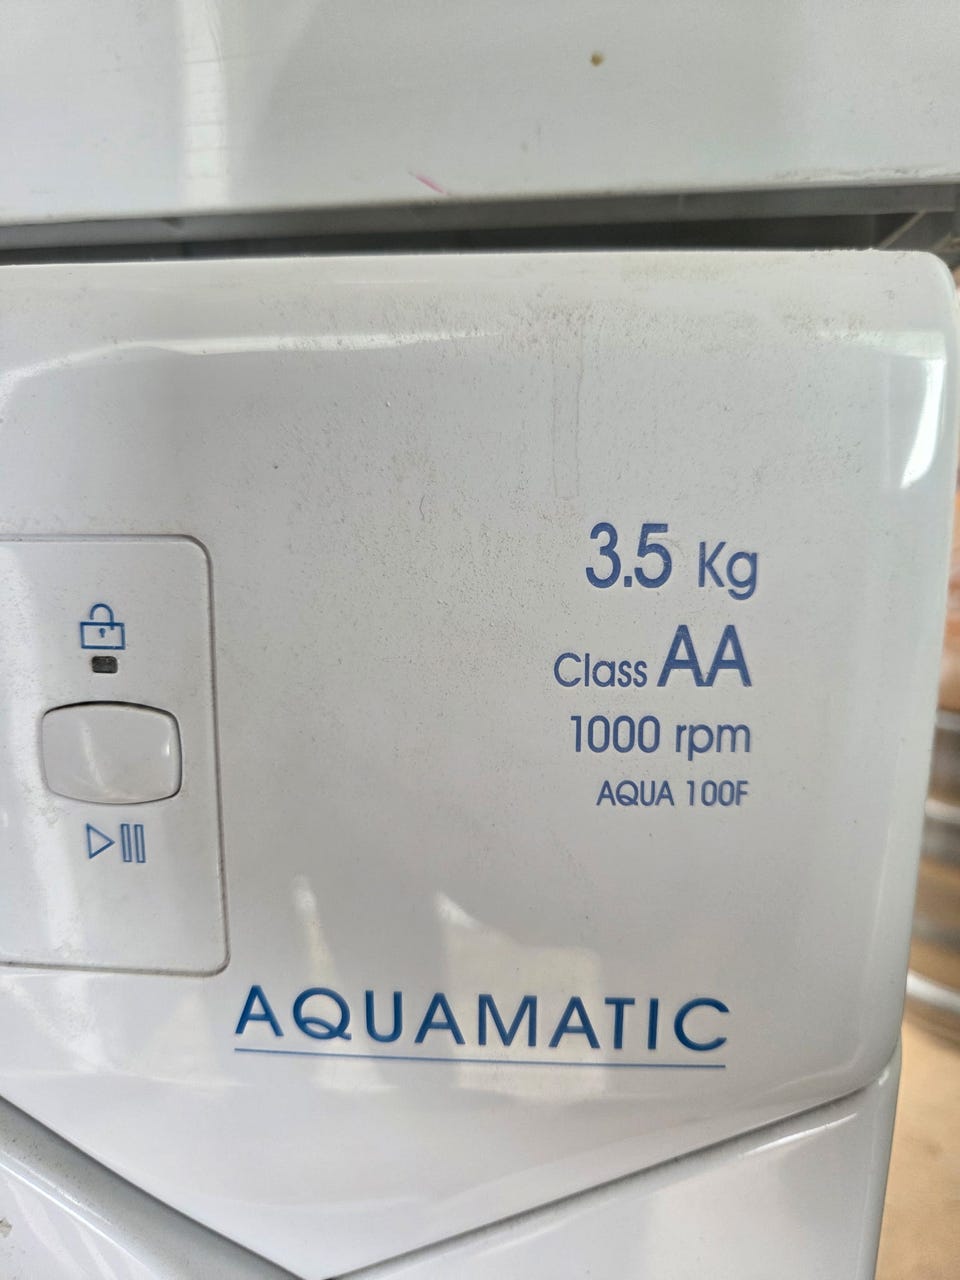 3.5 Kg
Class AA
1000 rpm
AQUA 100F
AQUAMATIC